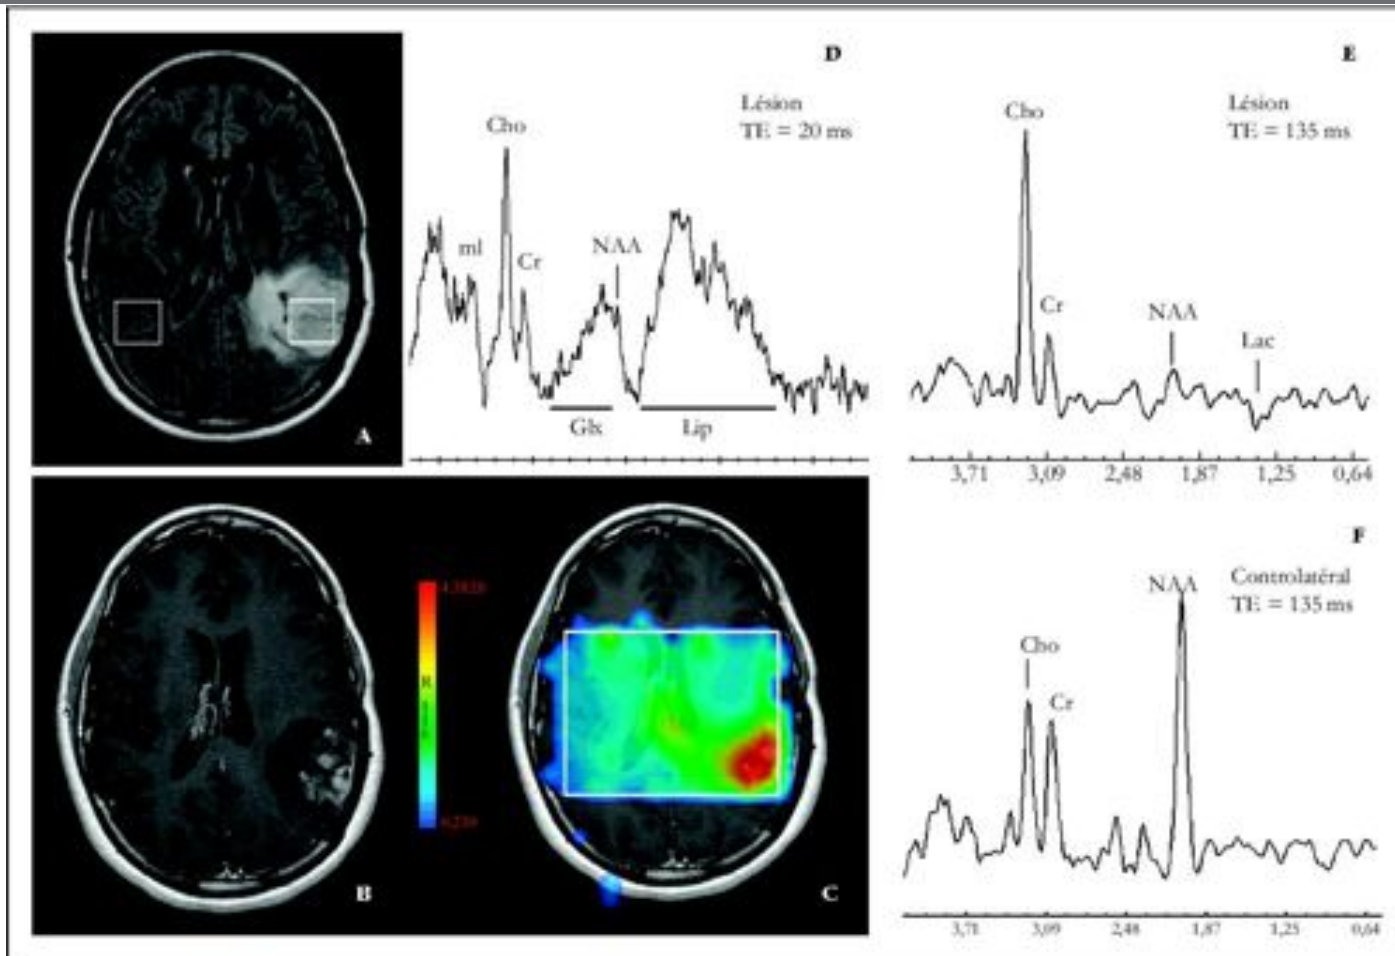 A
D
Lésion
TE = 20 ms
Cho
mI
Cr
NAA
Glx
Lip
E
Lésion
TE = 135 ms
Cho
Cr
NAA
Lac
3,71 3,09 2,48 1,87 1,25 0,64
B
C
F
Controlatéral
TE = 135 ms
NAA
Cho
Cr
3,71 3,09 2,48 1,87 1,25 0,64